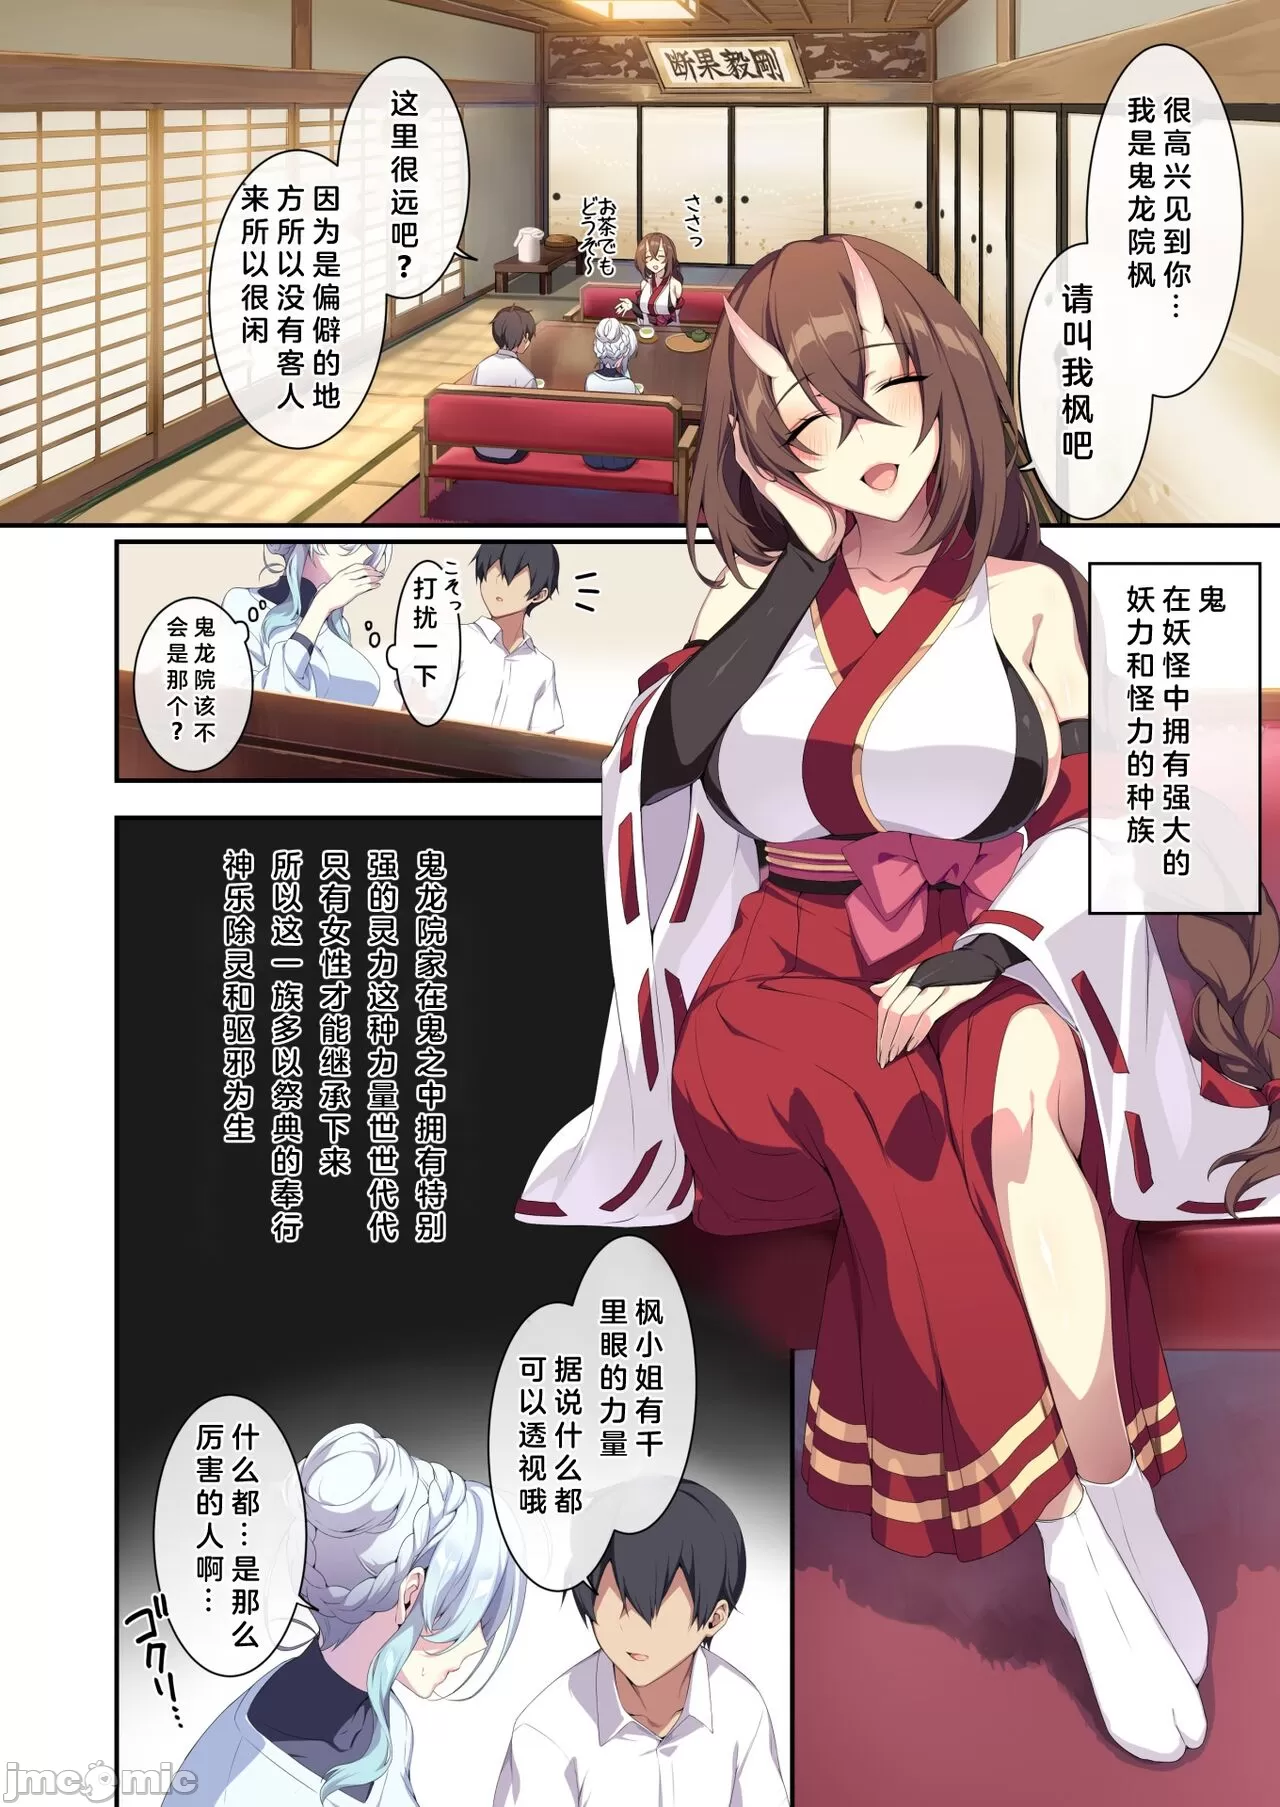 剛毅果断
很高兴见到你…
我是鬼龙院枫
请叫我枫吧
ささっ
お茶でも
どうぞ〜
这里很远吧？
因为是偏僻的地
方所以没有客人
来所以很闲
鬼
在妖怪中拥有强大的
妖力和怪力的种族
こそっ
打扰一下
鬼龙院该不
会是那个？
鬼龙院家在鬼之中拥有特别
强的灵力这种力量世世代代
只有女性才能继承下来
所以这一族多以祭典的奉行
神乐除灵和驱邪为生
枫小姐有千
里眼的力量
据说什么都
可以透视哦
什么都…是那么
厉害的人啊…
ゴクリ…
jmcomic